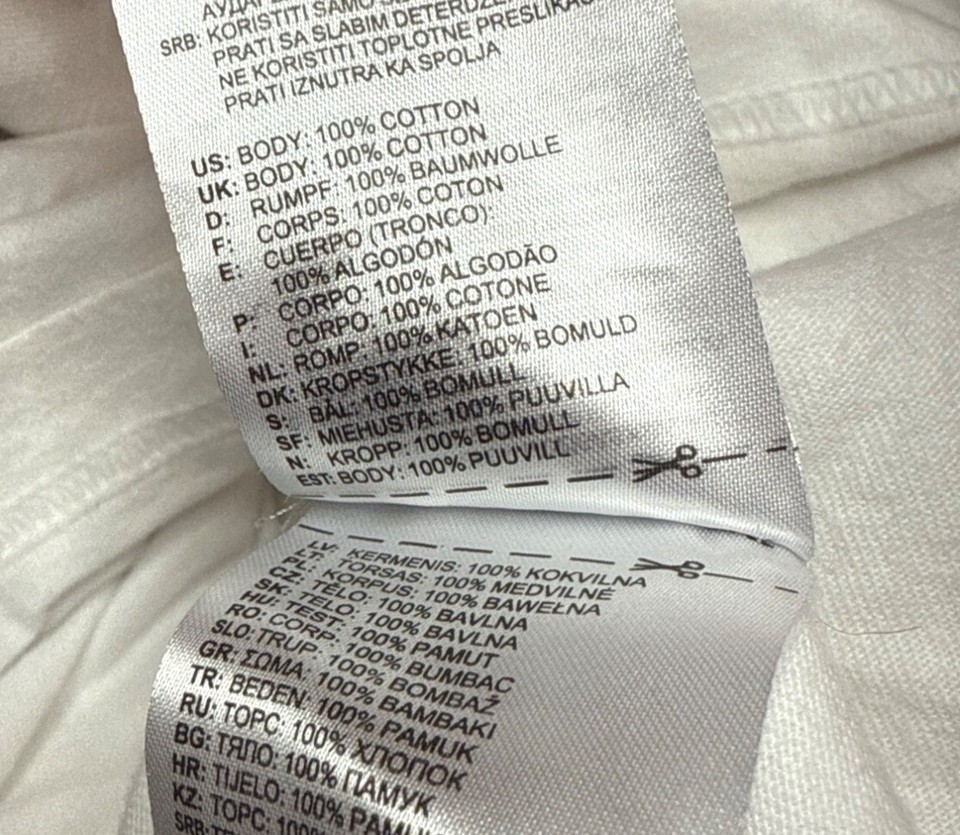 SRB: KORISTITI SAMO
PRATI SA SLABIM
NE KORISTITI TOPLOTNE
PRATI IZNUTRA KA SPOLJA
US: BODY: 100% COTTON
UK: BODY: 100% COTTON
D: RUMPF: 100% BAUMWOLLE
F: CORPS: 100% COTON
E: CUERPO (TRONCO):
100% ALGODÓN
P: CORPO: 100% ALGODÃO
I: CORPO: 100% COTONE
NL: ROMP: 100% KATOEN
DK: KROPSTYKKE: 100% BOMULD
S: BÅL: 100% BOMULL
SF: MIEHUSTA: 100% PUUVILLA
N: KROPP: 100% BOMULL
EST: BODY: 100% PUUVILL
LV: ĶERMENIS: 100% KOKVILNA
LT: TORSAS: 100% MEDVILNĖ
PL: KORPUS: 100% BAWEŁNA
CZ: TĚLO: 100% BAVLNA
SK: TELO: 100% BAVLNA
HU: TEST: 100% PAMUT
RO: CORP: 100% BUMBAC
SLO: TRUP: 100% BOMBAŽ
GR: ΣΩΜΑ: 100% ΒΑΜΒΑΚΙ
TR: BEDEN: 100% PAMUK
RU: ТОРС: 100% ХЛОПОК
BG: ТЯЛО: 100% ПАМУК
HR: TIJELO: 100%
KZ: ТОРС: 100%
SRB: